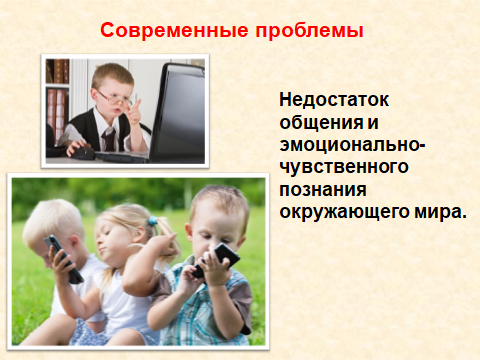 Современные проблемы
Недостаток
общения и
эмоционально-
чувственного
познания
окружающего мира.